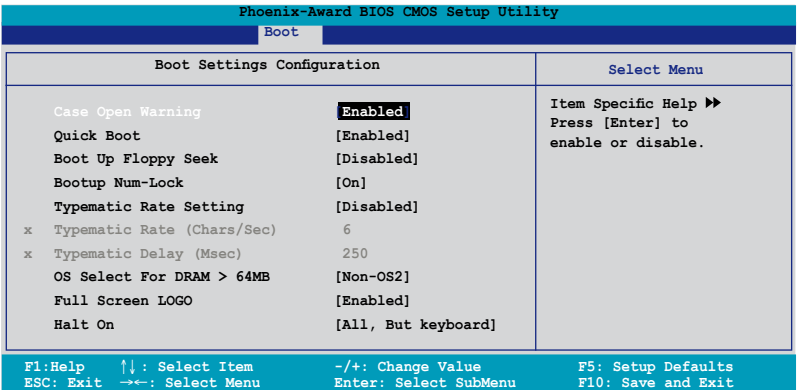 Phoenix-Award BIOS CMOS Setup Utility
Boot
Boot Settings Configuration
Select Menu
Case Open Warning [Enabled]
Quick Boot [Enabled]
Boot Up Floppy Seek [Disabled]
Bootup Num-Lock [On]
Typematic Rate Setting [Disabled]
x Typematic Rate (Chars/Sec) 6
x Typematic Delay (Msec) 250
OS Select For DRAM > 64MB [Non-OS2]
Full Screen LOGO [Enabled]
Halt On [All, But keyboard]
Item Specific Help ▶▶
Press [Enter] to
enable or disable.
F1:Help ↑↓ : Select Item -/+: Change Value F5: Setup Defaults
ESC: Exit →←: Select Menu Enter: Select SubMenu F10: Save and Exit